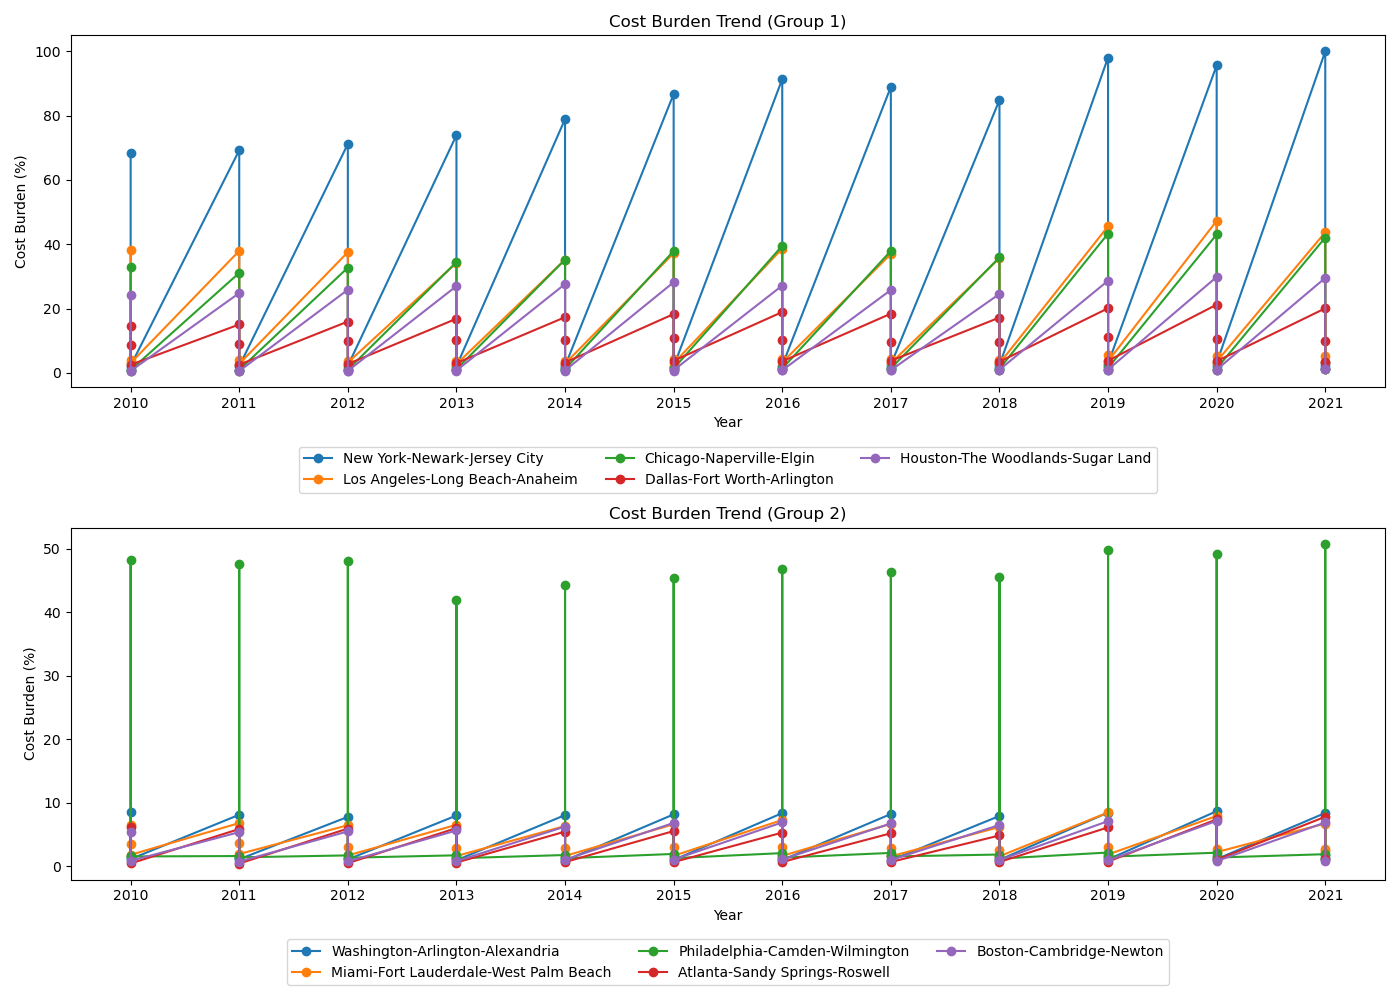 Cost Burden Trend (Group 1)
Cost Burden (%)
100
80
60
40
20
0
2010 2011 2012 2013 2014 2015 2016 2017 2018 2019 2020 2021
Year
New York-Newark-Jersey City Chicago-Naperville-Elgin Houston-The Woodlands-Sugar Land
Los Angeles-Long Beach-Anaheim Dallas-Fort Worth-Arlington
Cost Burden Trend (Group 2)
Cost Burden (%)
50
40
30
20
10
0
2010 2011 2012 2013 2014 2015 2016 2017 2018 2019 2020 2021
Year
Washington-Arlington-Alexandria Philadelphia-Camden-Wilmington Boston-Cambridge-Newton
Miami-Fort Lauderdale-West Palm Beach Atlanta-Sandy Springs-Roswell